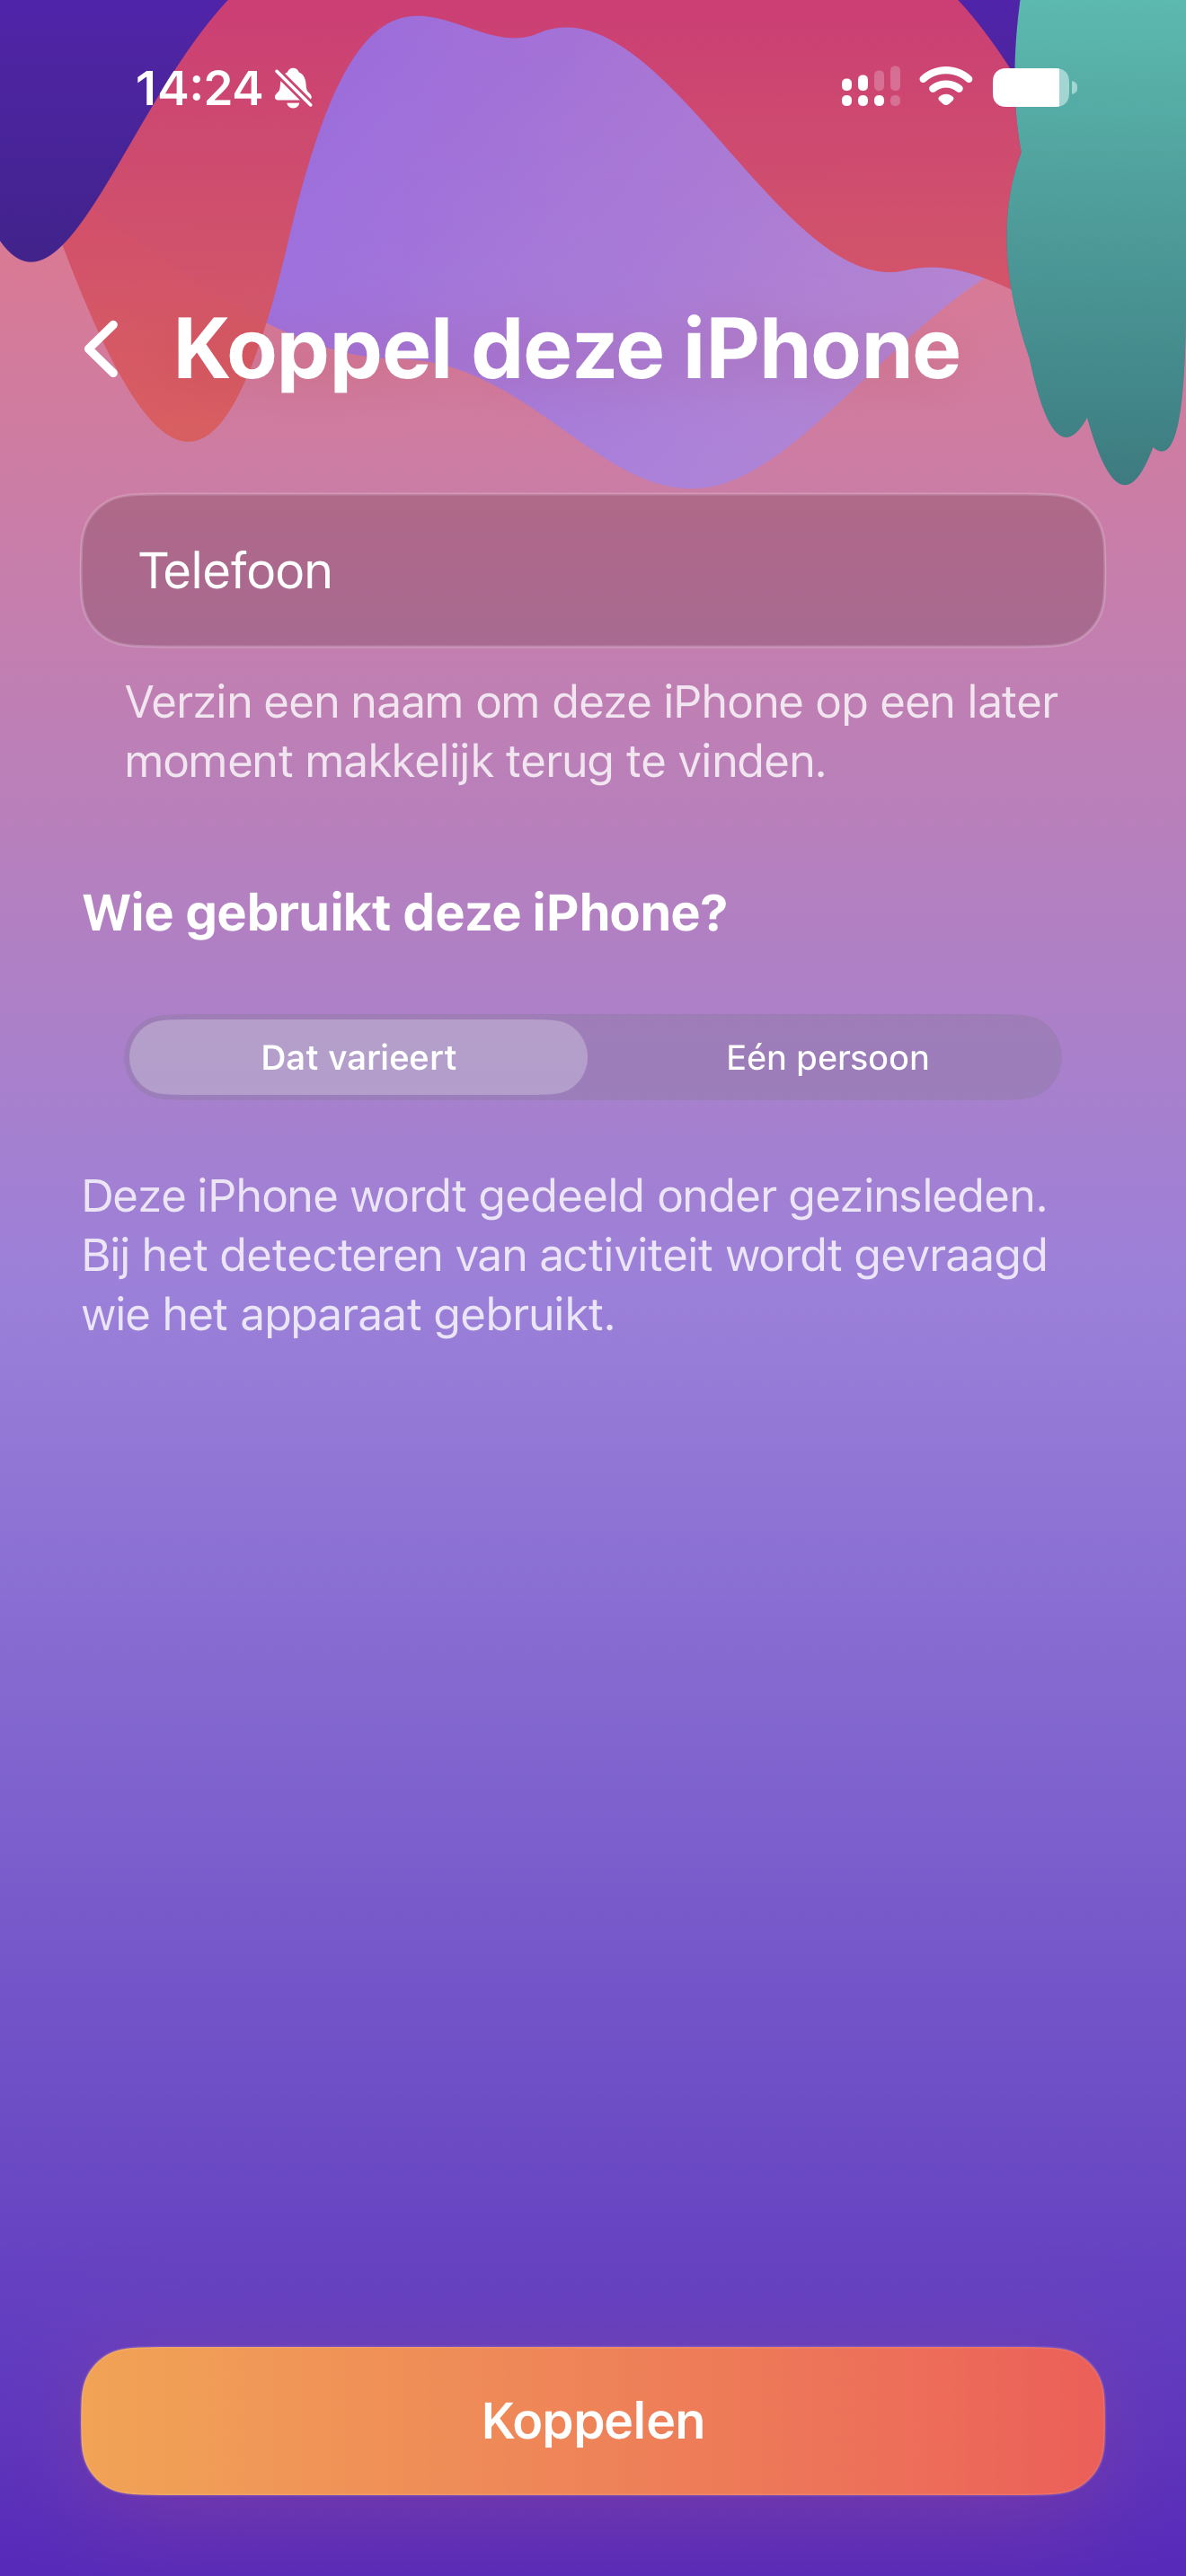 14:24
Koppel deze iPhone
Telefoon
Verzin een naam om deze iPhone op een later
moment makkelijk terug te vinden.
Wie gebruikt deze iPhone?
Dat varieert
Eén persoon
Deze iPhone wordt gedeeld onder gezinsleden.
Bij het detecteren van activiteit wordt gevraagd
wie het apparaat gebruikt.
Koppelen